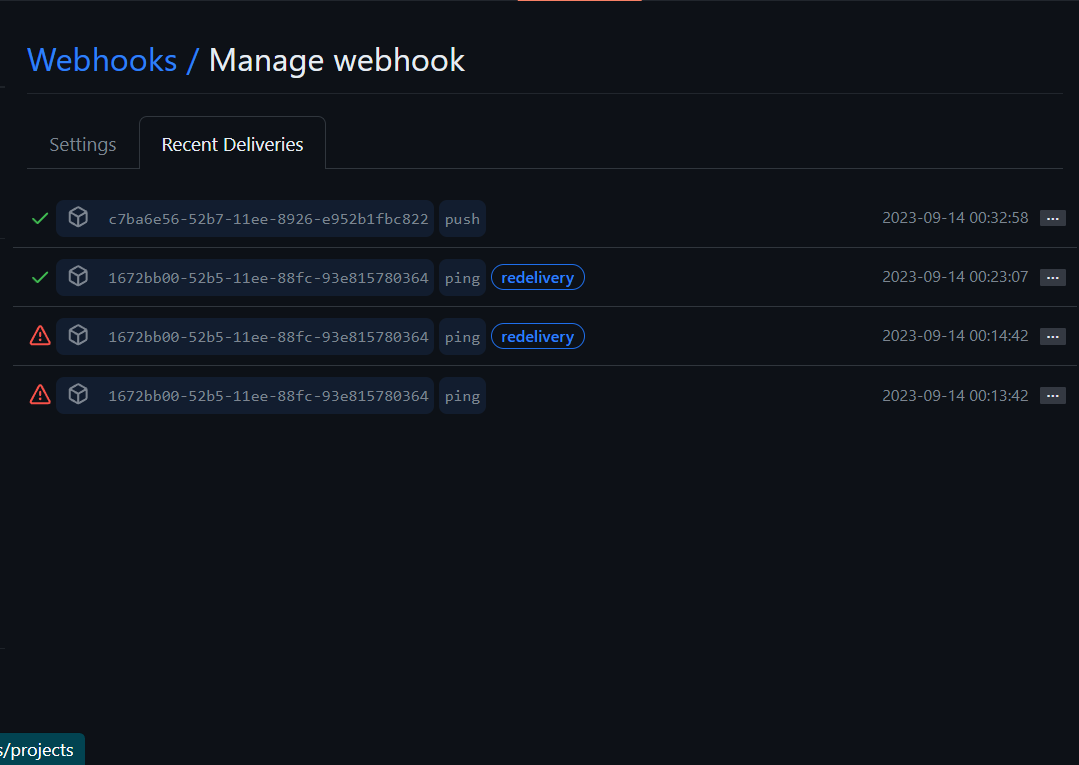 Webhooks / Manage webhook
Settings Recent Deliveries
c7ba6e56-52b7-11ee-8926-e952b1fbc822 push 2023-09-14 00:32:58 ...
1672bb00-52b5-11ee-88fc-93e815780364 ping redelivery 2023-09-14 00:23:07 ...
1672bb00-52b5-11ee-88fc-93e815780364 ping redelivery 2023-09-14 00:14:42 ...
1672bb00-52b5-11ee-88fc-93e815780364 ping 2023-09-14 00:13:42 ...
s/projects